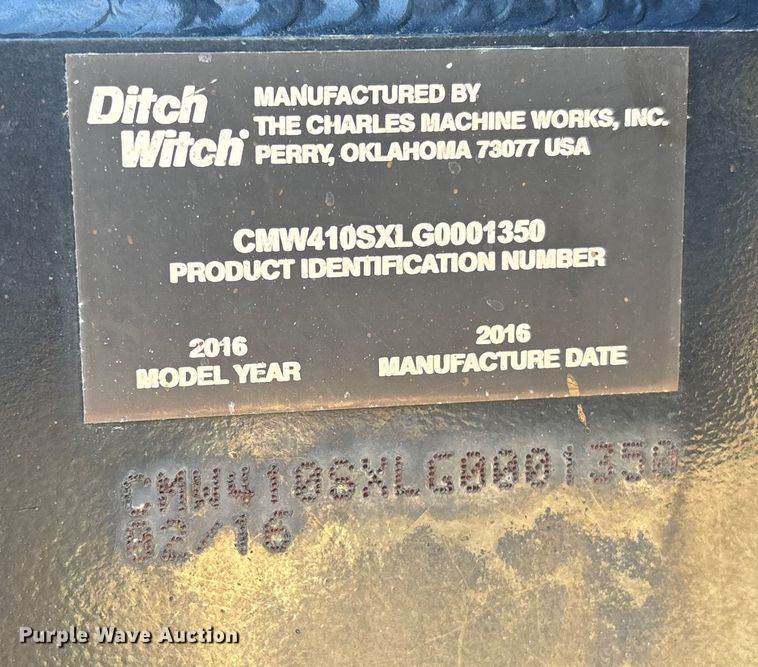 Ditch Witch
MANUFACTURED BY
THE CHARLES MACHINE WORKS, INC.
PERRY, OKLAHOMA 73077 USA
CMW410SXLG0001350
PRODUCT IDENTIFICATION NUMBER
2016
MODEL YEAR
2016
MANUFACTURE DATE
CMW410SXLG0001350
02/16
Purple Wave Auction